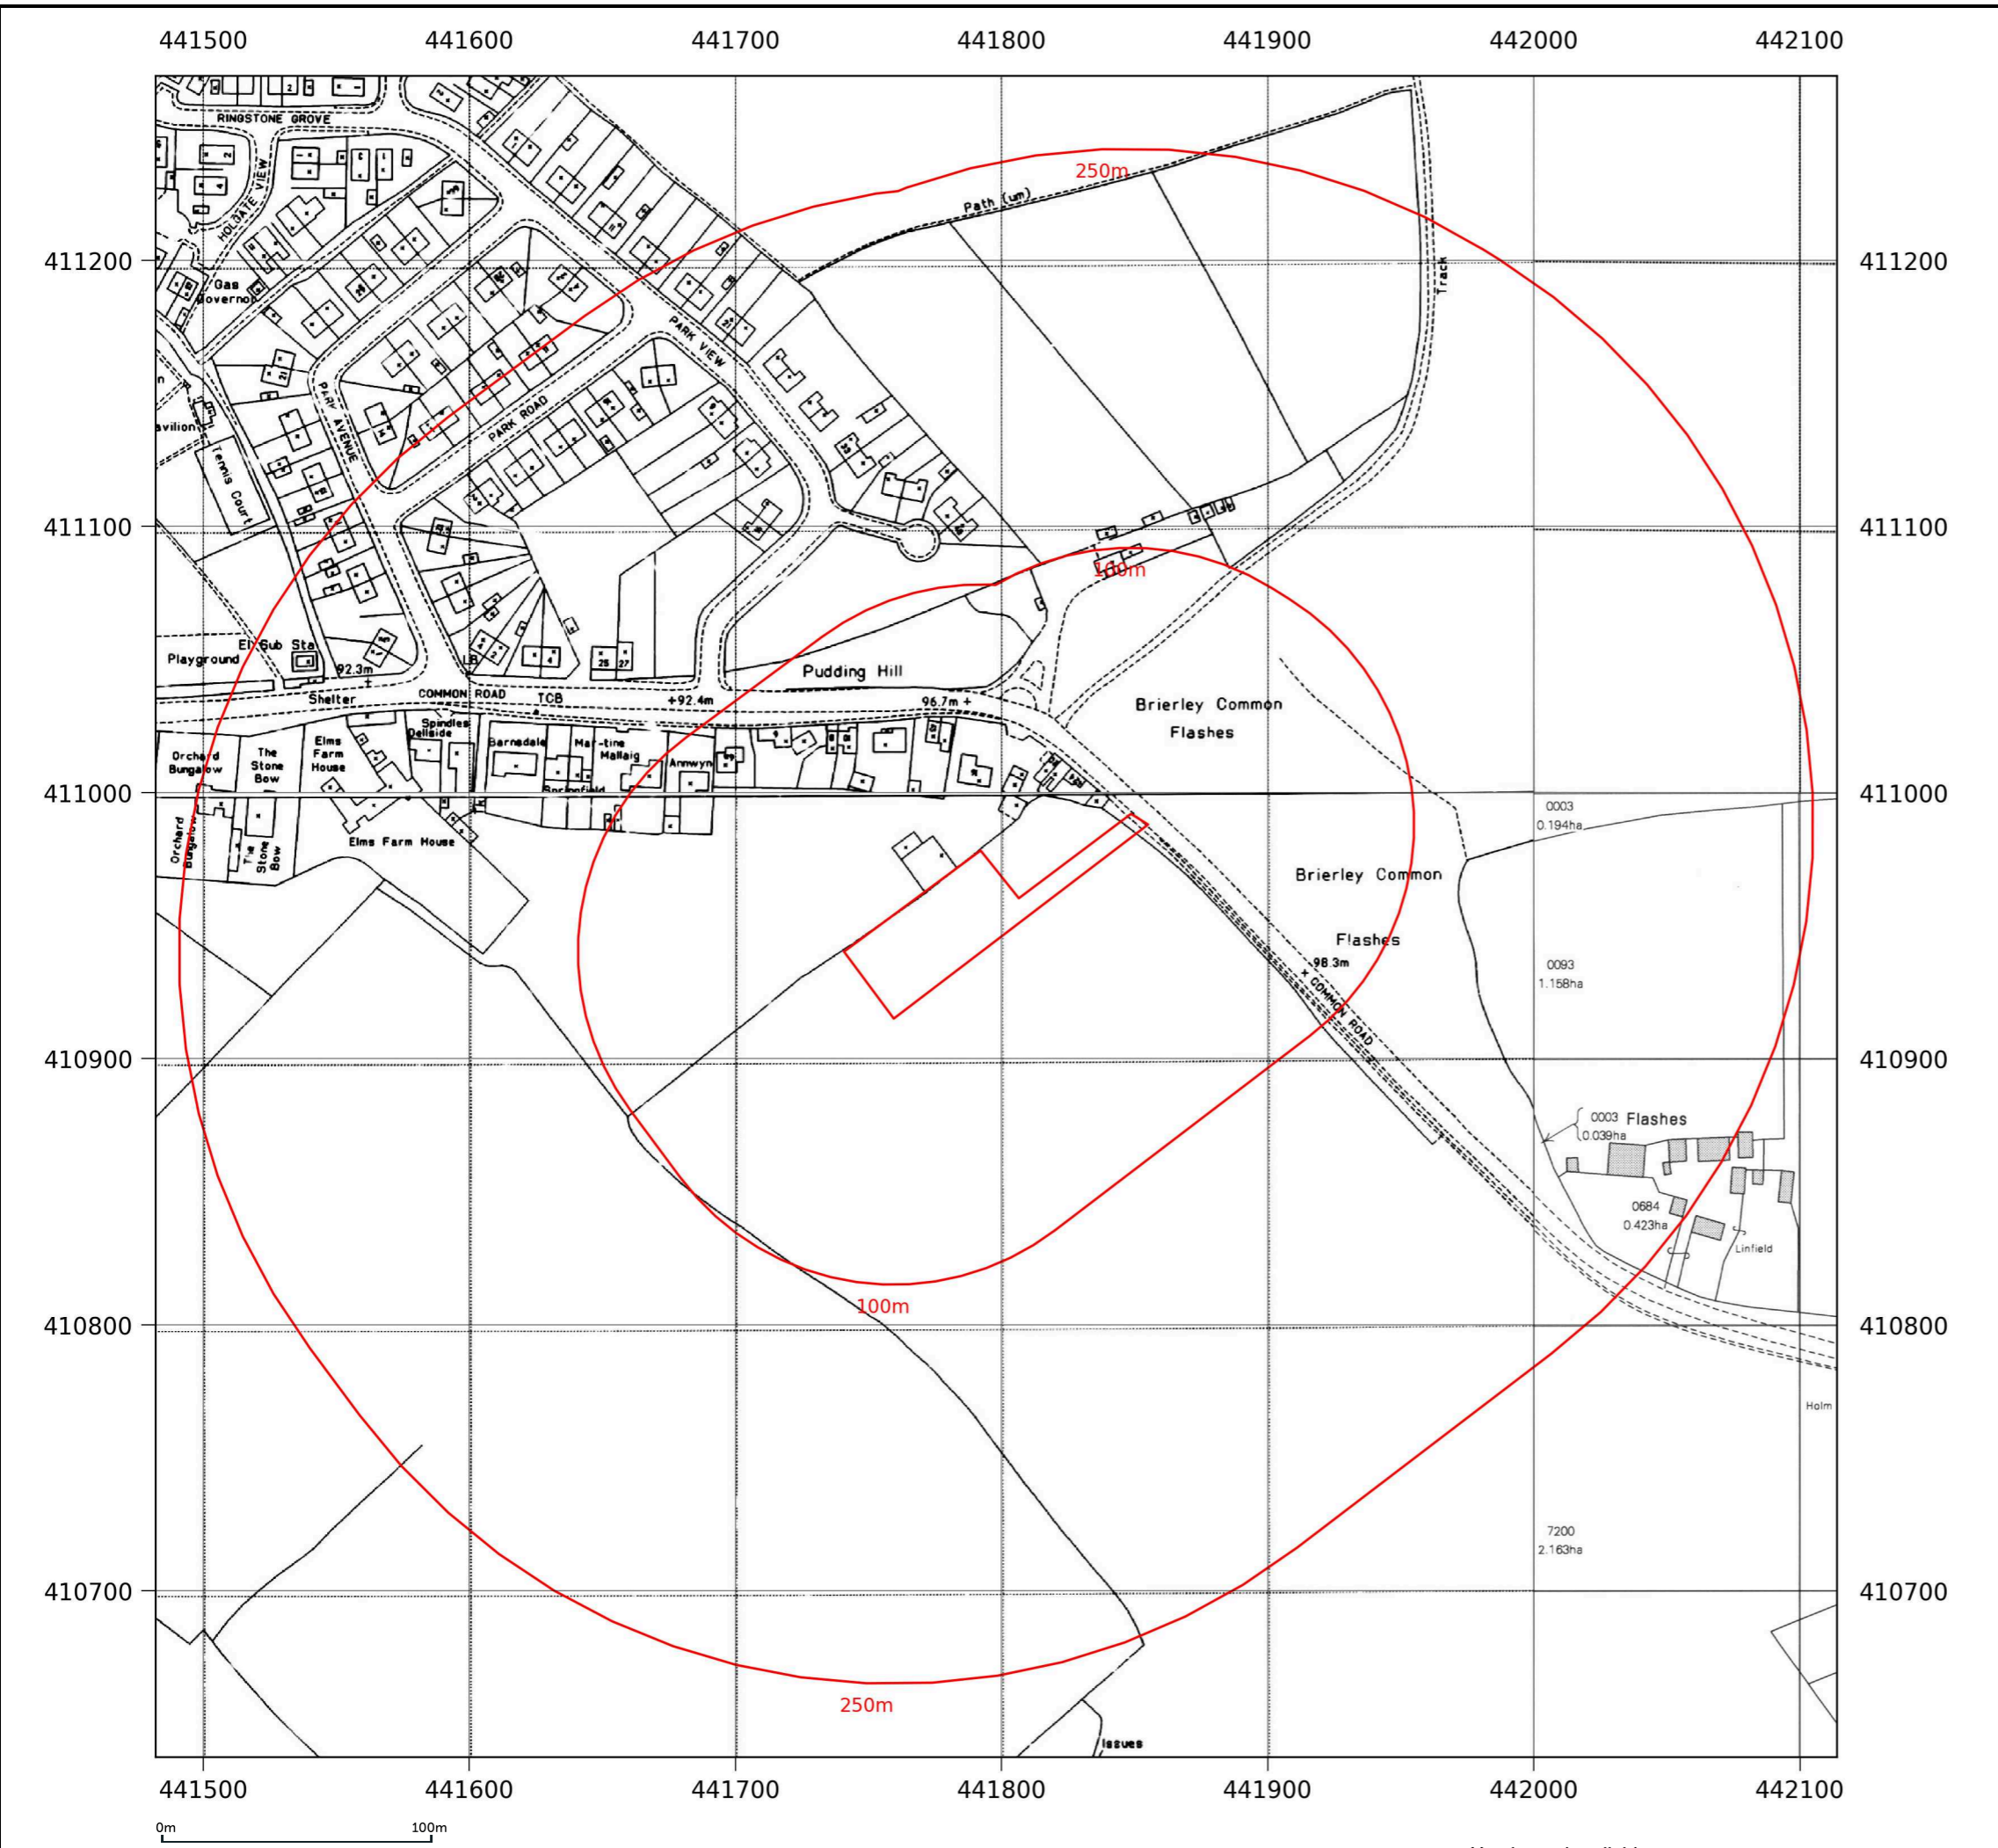 441500 441600 441700 441800 441900 442000 442100
RINGSTONE GROVE
HOLGATE VIEW
250m
Path (um)
411200
411200
Track
Gas
Governor
PARK VIEW
PARK AVENUE
PARK ROAD
avilion
Tennis Court
411100
411100
100m
El Sub Sta
Playground
92.3m
Shelter
COMMON ROAD
TCB
LB
25 27
+92.4m
Pudding Hill
96.7m +
Brierley Common
Flashes
Spindles
Dellside
Orchard
Bungalow
The
Stone
Bow
Elms
Farm
House
Barnsdale
Mar-tine
Mallaig
Annwyn
Springfield
411000
411000
0003
0.194ha
Orchard
Bungalow
The
Stone
Bow
Elms Farm House
Brierley Common
Flashes
98.3m
COMMON ROAD
0093
1.158ha
410900
410900
0003 Flashes
0.039ha
0684
0.423ha
Linfield
100m
410800
410800
Holm
7200
2.163ha
410700
410700
250m
Issues
441500 441600 441700 441800 441900 442000 442100
0m 100m